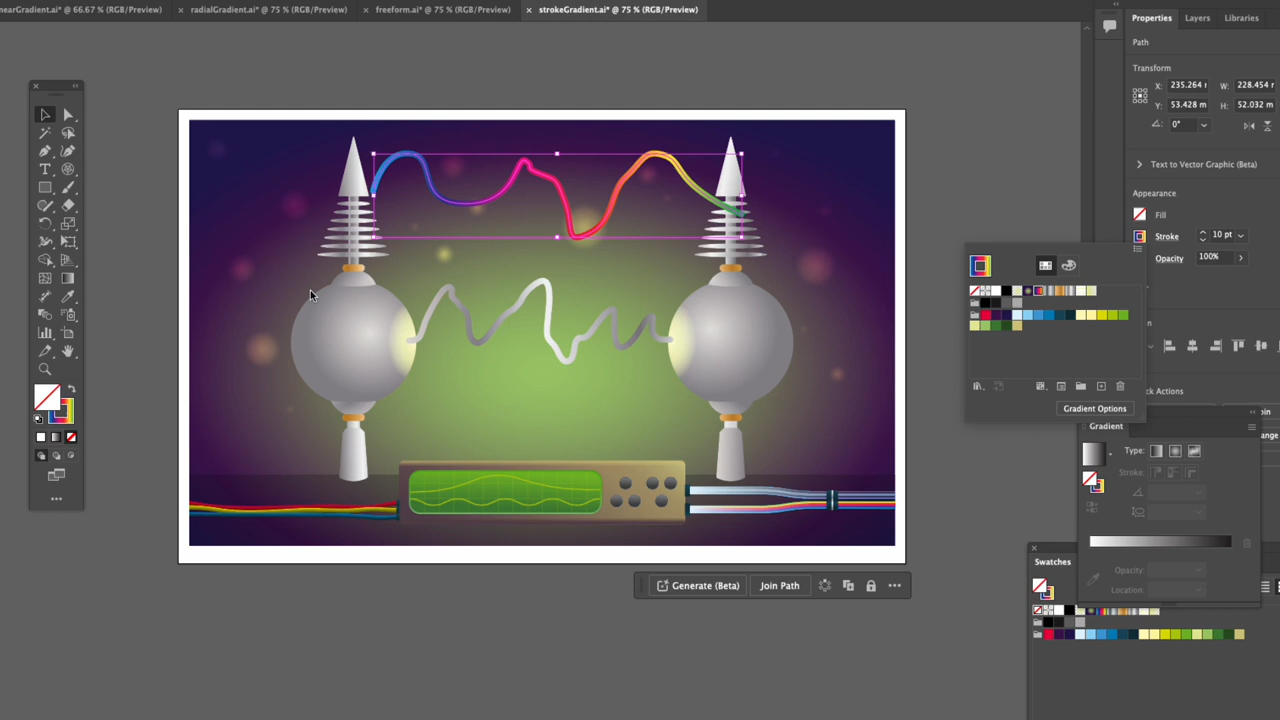 nearGradient.ai* @ 66.67 % (RGB/Preview)
× radialGradient.ai* @ 75 % (RGB/Preview)
× freeform.ai* @ 75 % (RGB/Preview)
× strokeGradient.ai* @ 75 % (RGB/Preview)
Properties Layers Libraries
Path
Transform
X: 235.264 W: 228.454
Y: 53.428 m H: 52.032 m
0°
Text to Vector Graphic (Beta)
Appearance
Fill
Stroke 10 pt
Opacity 100%
Gradient Options
Gradient
Type:
Stroke:
Opacity:
Location:
Swatches
Generate (Beta) Join Path